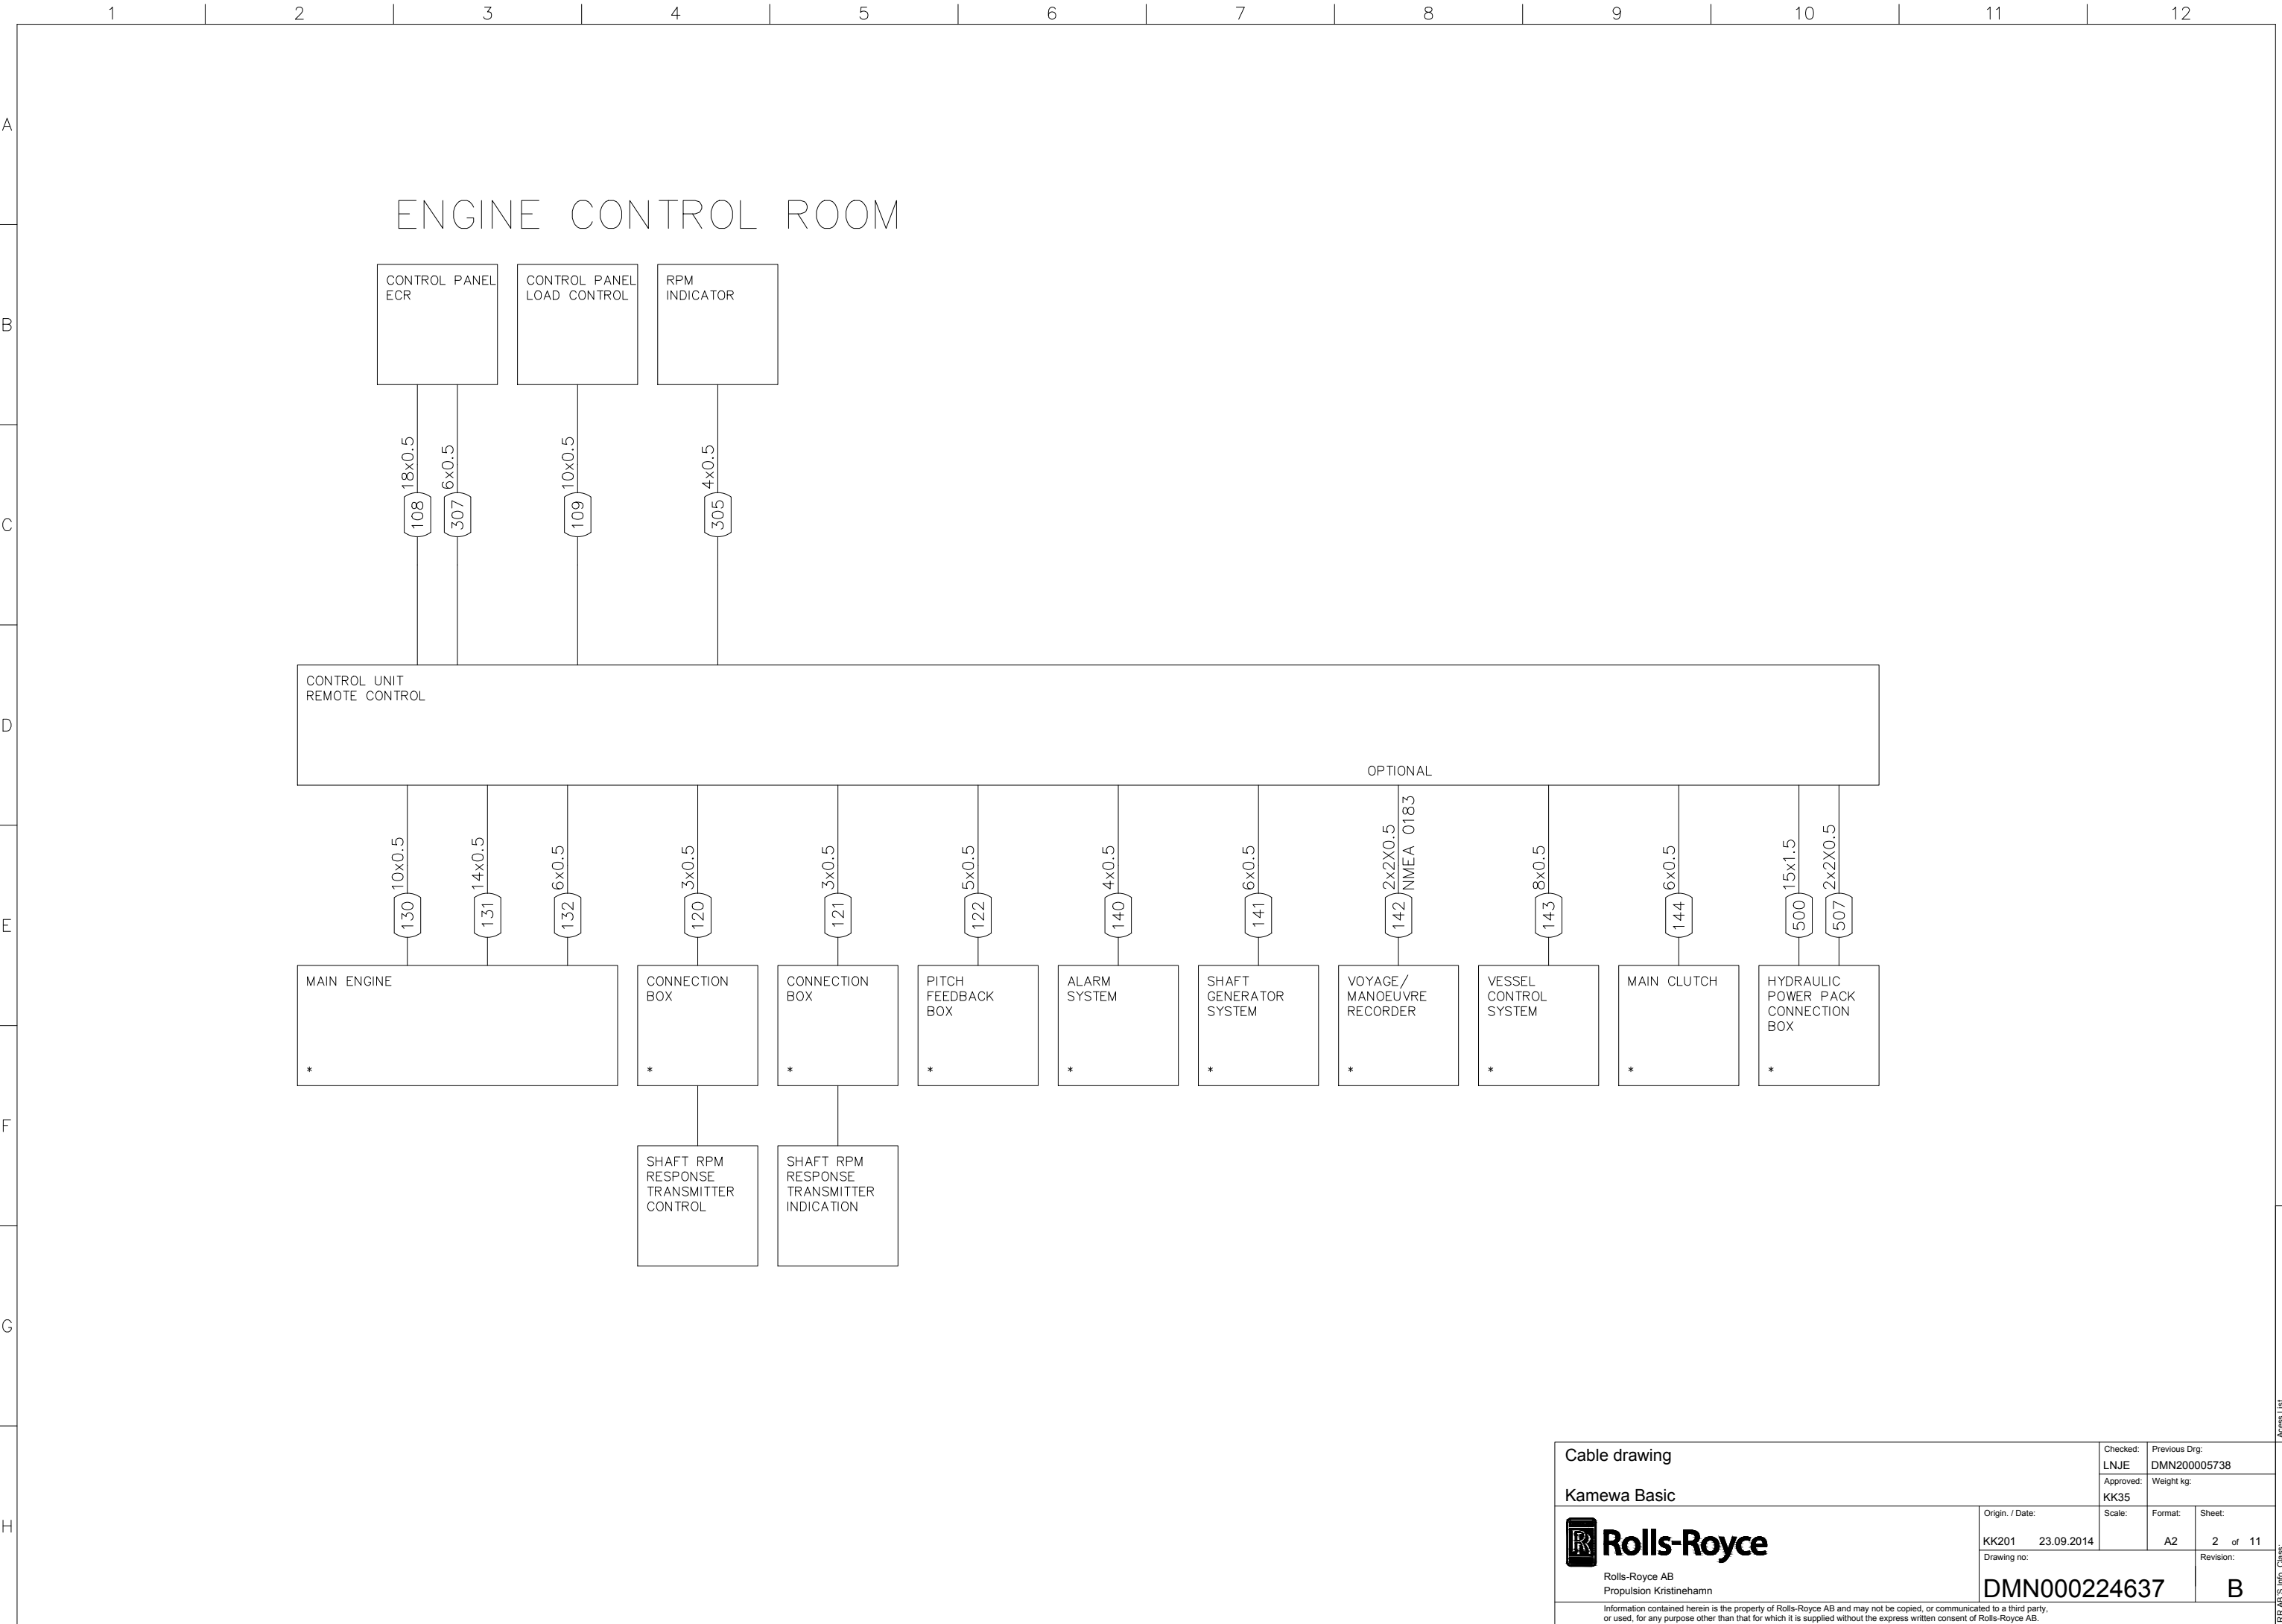 1 2 3 4 5 6 7 8 9 10 11 12
A
B
C
D
E
F
G
H
ENGINE CONTROL ROOM
CONTROL PANEL
ECR
CONTROL PANEL
LOAD CONTROL
RPM
INDICATOR
18x0.5
108
6x0.5
307
10x0.5
109
4x0.5
305
CONTROL UNIT
REMOTE CONTROL
OPTIONAL
10x0.5
130
14x0.5
131
6x0.5
132
3x0.5
120
3x0.5
121
5x0.5
122
4x0.5
140
6x0.5
141
2x2X0.5
NMEA 0183
142
8x0.5
143
6x0.5
144
15x1.5
500
2x2X0.5
507
MAIN ENGINE
*
CONNECTION
BOX
*
CONNECTION
BOX
*
PITCH
FEEDBACK
BOX
*
ALARM
SYSTEM
*
SHAFT
GENERATOR
SYSTEM
*
VOYAGE/
MANOEUVRE
RECORDER
*
VESSEL
CONTROL
SYSTEM
*
MAIN CLUTCH
*
HYDRAULIC
POWER PACK
CONNECTION
BOX
*
SHAFT RPM
RESPONSE
TRANSMITTER
CONTROL
SHAFT RPM
RESPONSE
TRANSMITTER
INDICATION
Cable drawing
Kamewa Basic
Checked:
LNJE
Previous Drg:
DMN200005738
Approved:
KK35
Weight kg:
Rolls-Royce
Rolls-Royce AB
Propulsion Kristinehamn
Origin. / Date:
KK201 23.09.2014
Scale:
Format:
A2
Sheet:
2 of 11
Drawing no:
DMN000224637
Revision:
B
Information contained herein is the property of Rolls-Royce AB and may not be copied, or communicated to a third party,
or used, for any purpose other than that for which it is supplied without the express written consent of Rolls-Royce AB.
Access List
RR AB'S Info. Class: